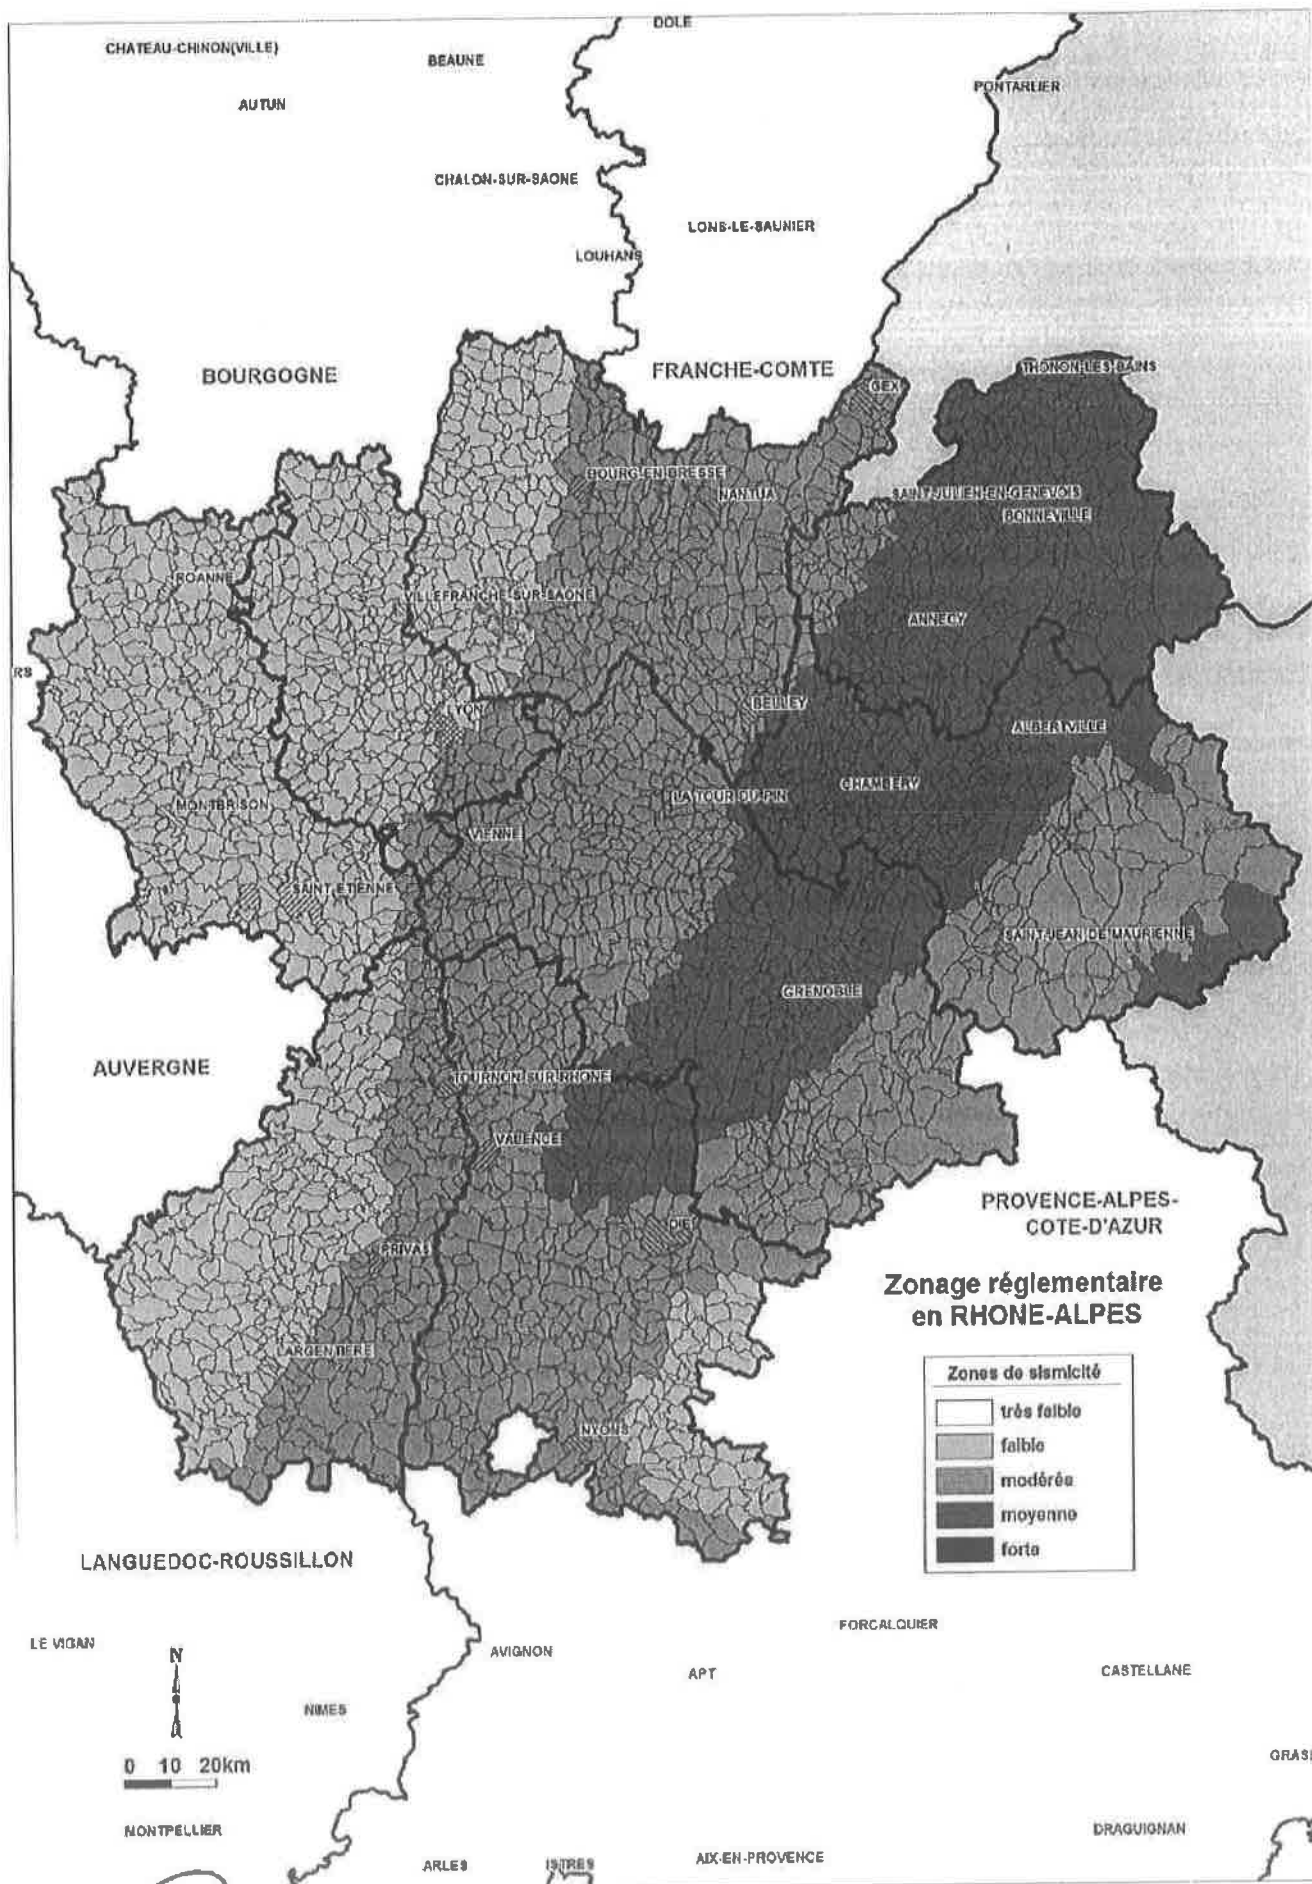 DOLE
CHATEAU-CHINON(VILLE)
BEAUNE
PONTARLIER
AUTUN
CHALON-SUR-SAONE
LONS-LE-SAUNIER
LOUHANS
BOURGOGNE
FRANCHE-COMTE
THONON-LES-BAINS
GEX
BOURG-EN-BRESSE
NANTUA
SAINT-JULIEN-EN-GENEVOIS
BONNEVILLE
ROANNE
VILLEFRANCHE-SUR-SAONE
ANNECY
RS
LYON
BELLEY
ALBERTVILLE
CHAMBERY
LA TOUR-DU-PIN
MONTBRISON
VIENNE
SAINT-ETIENNE
SAINT-JEAN-DE-MAURIENNE
GRENOBLE
AUVERGNE
TOURNON-SUR-RHONE
VALENCE
PROVENCE-ALPES-
COTE-D'AZUR
DIE
PRIVAS
Zonage réglementaire
en RHONE-ALPES
LARGENTIERE
Zones de sismicité
très faible
faible
modérée
moyenne
forte
NYONS
LANGUEDOC-ROUSSILLON
FORCALQUIER
LE VIGAN
AVIGNON
N
APT
CASTELLANE
NIMES
0 10 20km
GRAS
MONTPELLIER
DRAGUIGNAN
AIX-EN-PROVENCE
ARLES
ISTRES